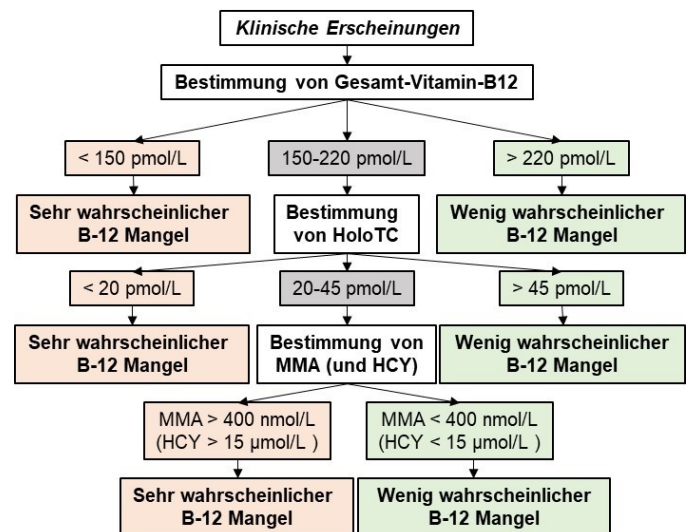 Klinische Erscheinungen
Bestimmung von Gesamt-Vitamin-B12
< 150 pmol/L
150-220 pmol/L
> 220 pmol/L
Sehr wahrscheinlicher
B-12 Mangel
Bestimmung
von HoloTC
Wenig wahrscheinlicher
B-12 Mangel
< 20 pmol/L
20-45 pmol/L
> 45 pmol/L
Sehr wahrscheinlicher
B-12 Mangel
Bestimmung von
MMA (und HCY)
Wenig wahrscheinlicher
B-12 Mangel
MMA > 400 nmol/L
(HCY > 15 µmol/L )
MMA < 400 nmol/L
(HCY < 15 µmol/L )
Sehr wahrscheinlicher
B-12 Mangel
Wenig wahrscheinlicher
B-12 Mangel